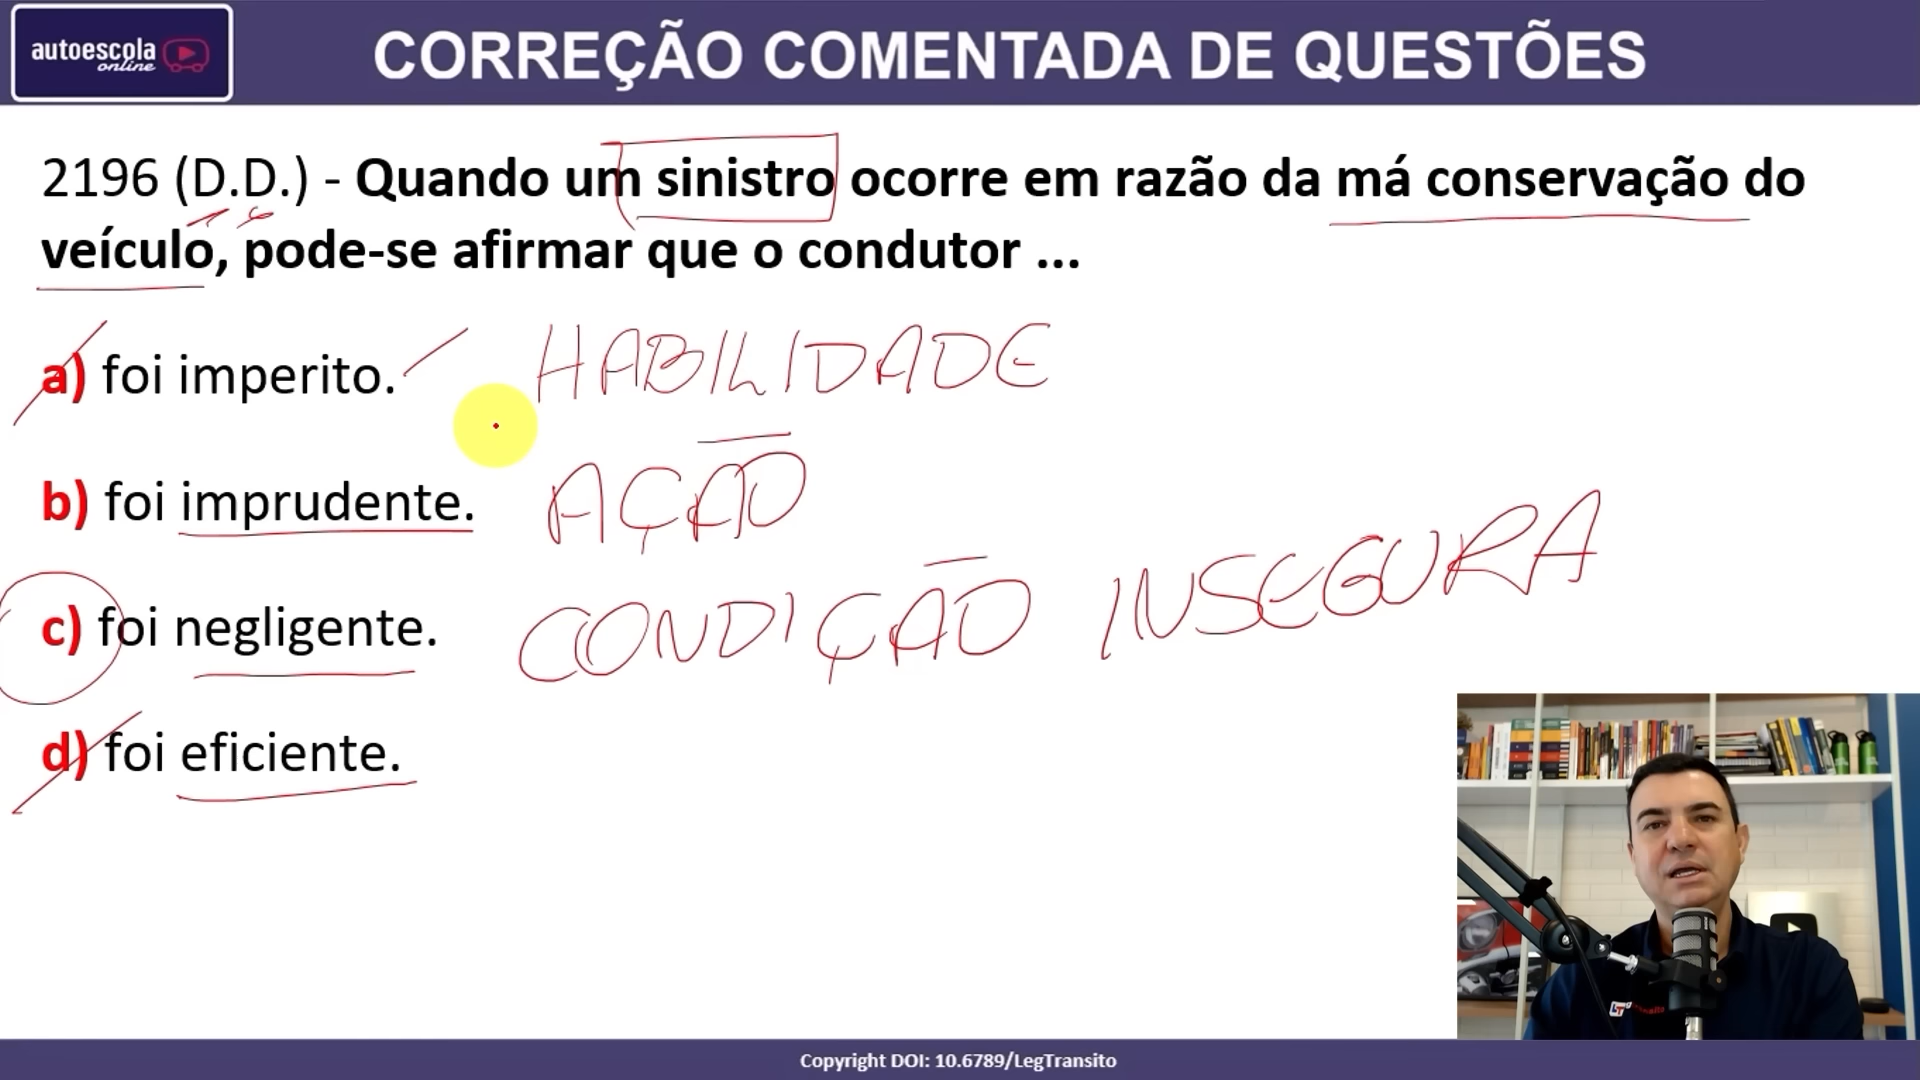 autoescola
online
CORREÇÃO COMENTADA DE QUESTÕES
2196 (D.D.) - Quando um sinistro ocorre em razão da má conservação do
veículo, pode-se afirmar que o condutor ...
a) foi imperito. HABILIDADE
b) foi imprudente. AÇÃO
c) foi negligente. CONDIÇÃO INSEGURA
d) foi eficiente.
LT
Copyright DOI: 10.6789/LegTransito